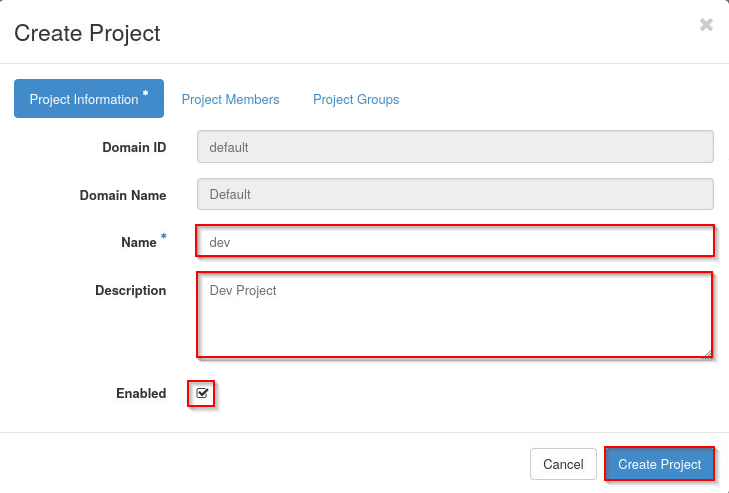 Create Project
×
Project Information *
Project Members
Project Groups
Domain ID
default
Domain Name
Default
Name *
dev
Description
Dev Project
Enabled
Cancel
Create Project